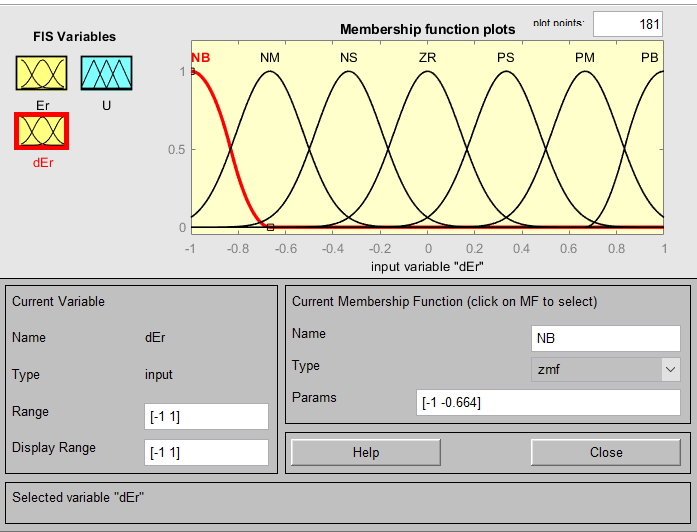 FIS Variables
Er
U
dEr
Membership function plots
plot points:
181
NB
NM
NS
ZR
PS
PM
PB
1
0.5
0
-1
-0.8
-0.6
-0.4
-0.2
0
0.2
0.4
0.6
0.8
1
input variable "dEr"
Current Variable
Name
dEr
Type
input
Range
[-1 1]
Display Range
[-1 1]
Current Membership Function (click on MF to select)
Name
NB
Type
zmf
Params
[-1 -0.664]
Help
Close
Selected variable "dEr"